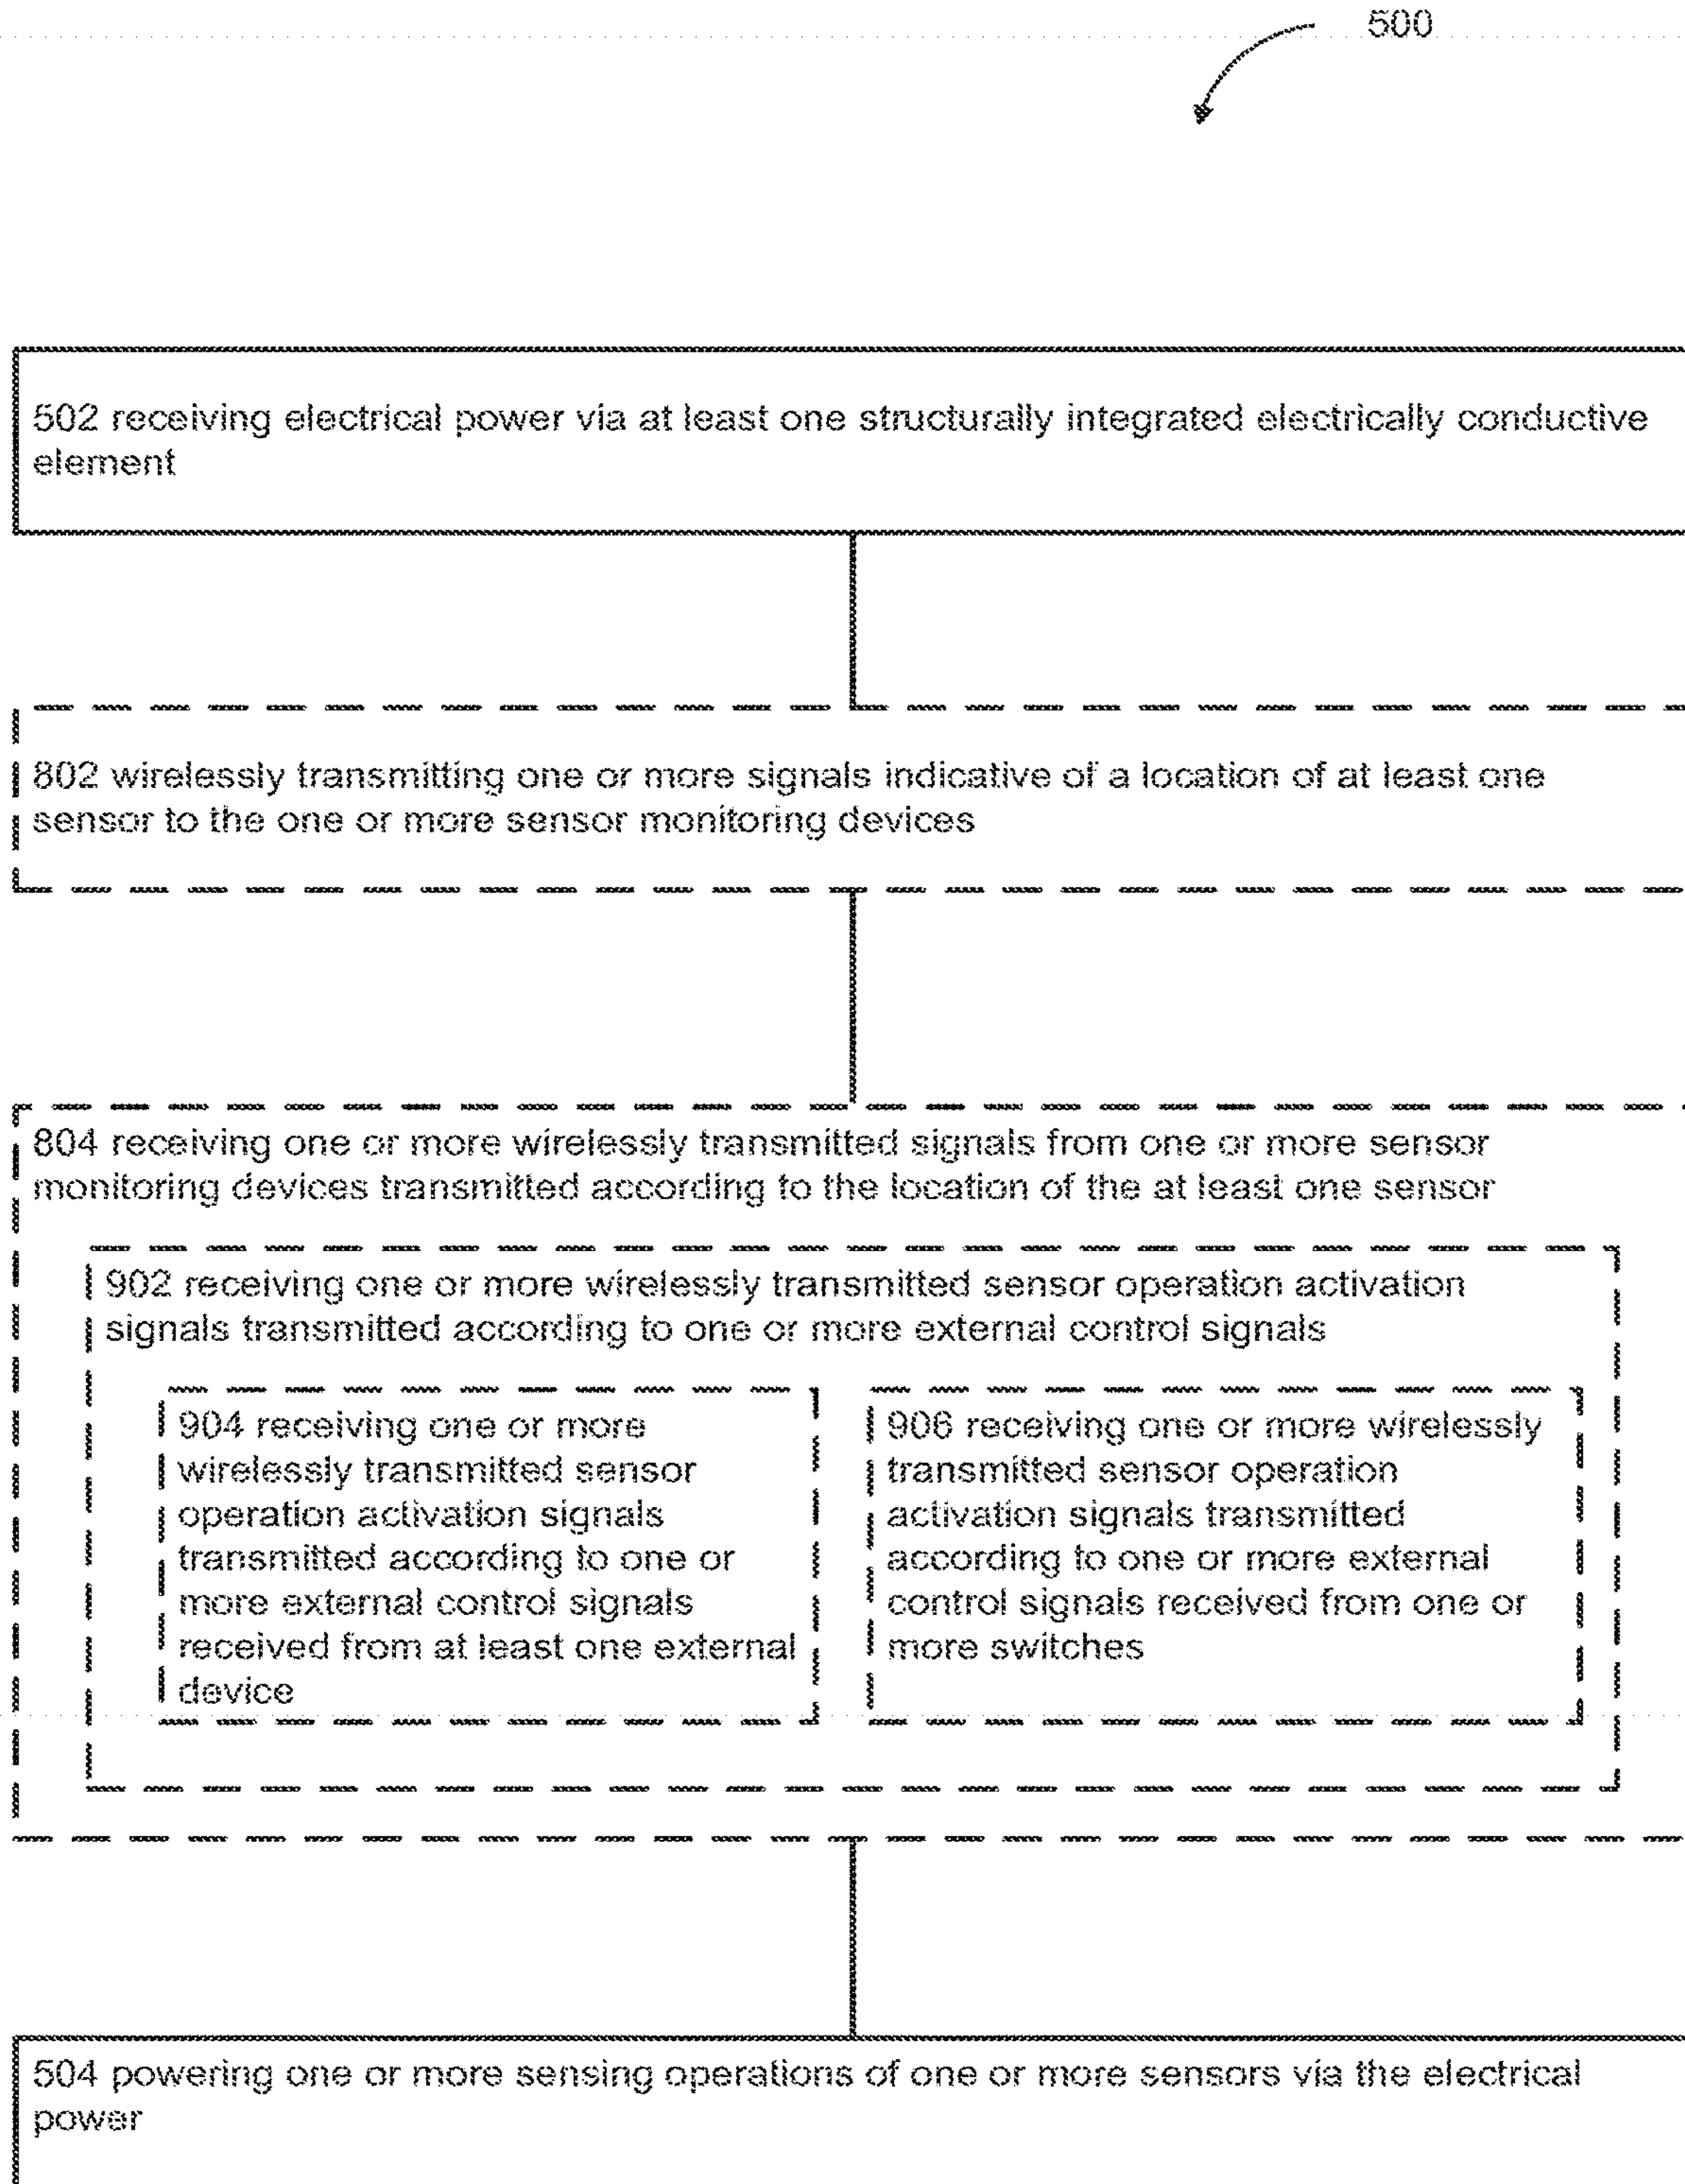 500
502 receiving electrical power via at least one structurally integrated electrically conductive
element
802 wirelessly transmitting one or more signals indicative of a location of at least one
sensor to the one or more sensor monitoring devices
804 receiving one or more wirelessly transmitted signals from one or more sensor
monitoring devices transmitted according to the location of the at least one sensor
902 receiving one or more wirelessly transmitted sensor operation activation
signals transmitted according to one or more external control signals
904 receiving one or more
wirelessly transmitted sensor
operation activation signals
transmitted according to one or
more external control signals
received from at least one external
device
906 receiving one or more wirelessly
transmitted sensor operation
activation signals transmitted
according to one or more external
control signals received from one or
more switches
504 powering one or more sensing operations of one or more sensors via the electrical
power